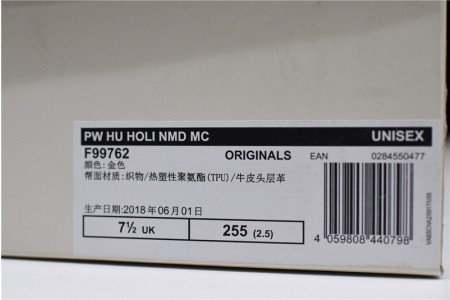 PW HU HOLI NMD MC UNISEX
F99762 ORIGINALS EAN 0284550477
颜色:金色
帮面材质:织物/热塑性聚氨酯(TPU)/牛皮头层革
生产日期:2018年06月01日
7½ UK 255 (2.5)
4 059808 440798